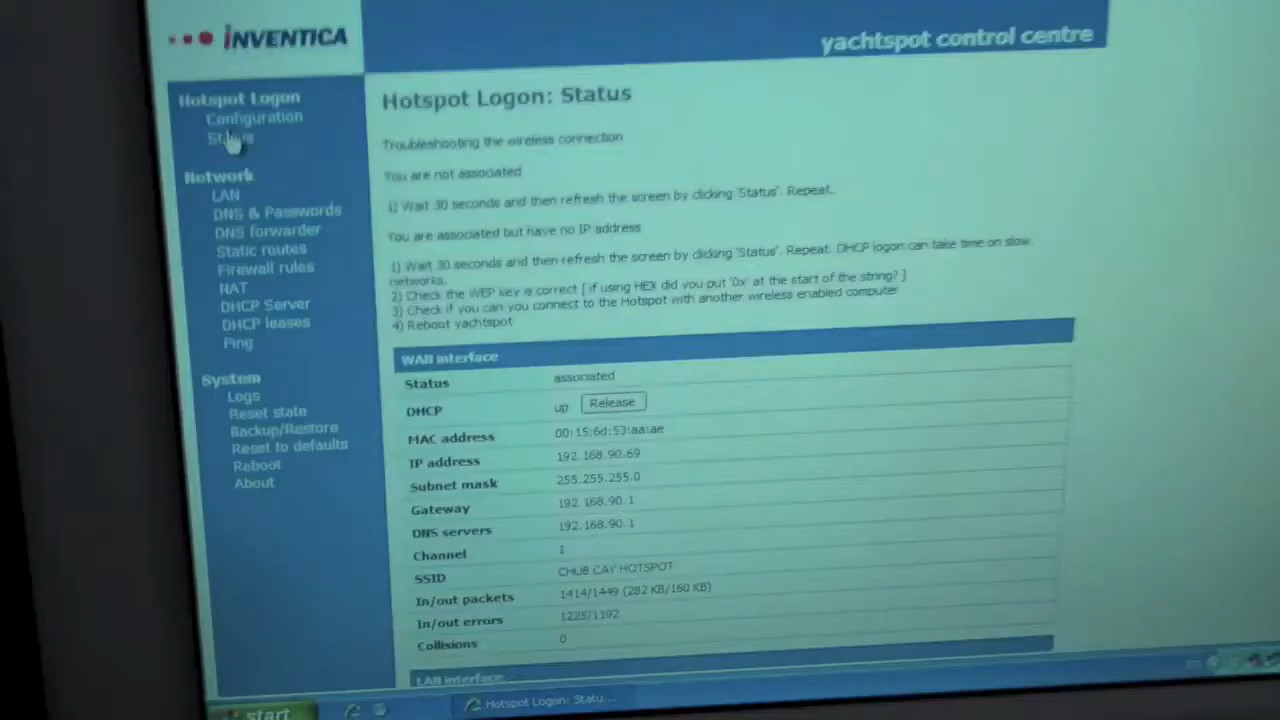 INVENTICA
yachtspot control centre
Hotspot Logon
Configuration
Status
Network
LAN
DNS & Passwords
DNS forwarder
Static routes
Firewall rules
NAT
DHCP Server
DHCP leases
Ping
System
Logs
Reset state
Backup/Restore
Reset to defaults
Reboot
About
Hotspot Logon: Status
Troubleshooting the wireless connection
You are not associated
1) Wait 30 seconds and then refresh the screen by clicking 'Status'. Repeat.
You are associated but have no IP address
1) Wait 30 seconds and then refresh the screen by clicking 'Status'. Repeat. DHCP logon can take time on slow
networks.
2) Check the WEP key is correct [ if using HEX did you put '0x' at the start of the string? ]
3) Check if you can you connect to the Hotspot with another wireless enabled computer
4) Reboot yachtspot
WAN interface
Status associated
DHCP up Release
MAC address 00:15:6d:53:aa:ae
IP address 192.168.90.69
Subnet mask 255.255.255.0
Gateway 192.168.90.1
DNS servers 192.168.90.1
Channel 1
SSID CHUB CAY HOTSPOT
In/out packets 1414/1449 (282 KB/160 KB)
In/out errors 1225/1192
Collisions 0
LAN interface
start
Hotspot Logon: Statu...